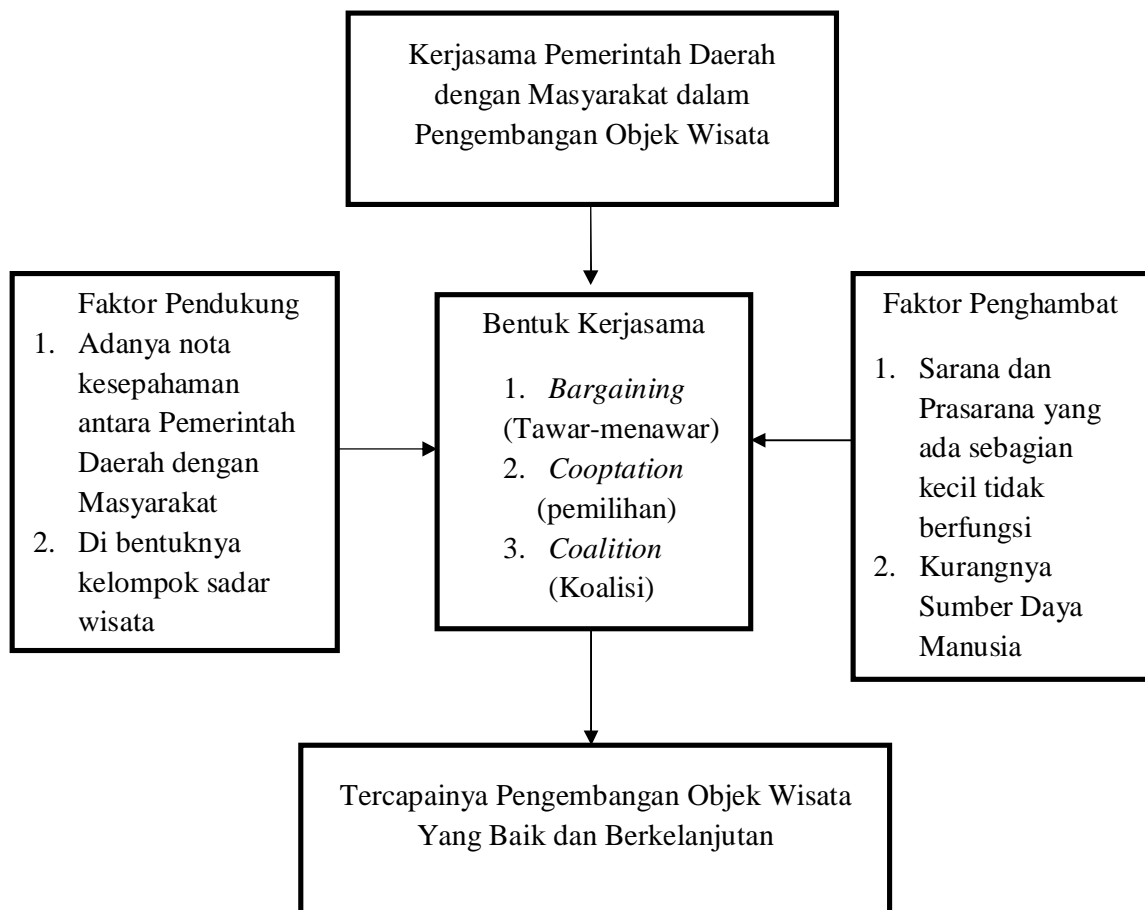 Kerjasama Pemerintah Daerah
dengan Masyarakat dalam
Pengembangan Objek Wisata
Faktor Pendukung
1. Adanya nota
kesepahaman
antara Pemerintah
Daerah dengan
Masyarakat
2. Di bentuknya
kelompok sadar
wisata
Bentuk Kerjasama
1. Bargaining
(Tawar-menawar)
2. Cooptation
(pemilihan)
3. Coalition
(Koalisi)
Faktor Penghambat
1. Sarana dan
Prasarana yang
ada sebagian
kecil tidak
berfungsi
2. Kurangnya
Sumber Daya
Manusia
Tercapainya Pengembangan Objek Wisata
Yang Baik dan Berkelanjutan